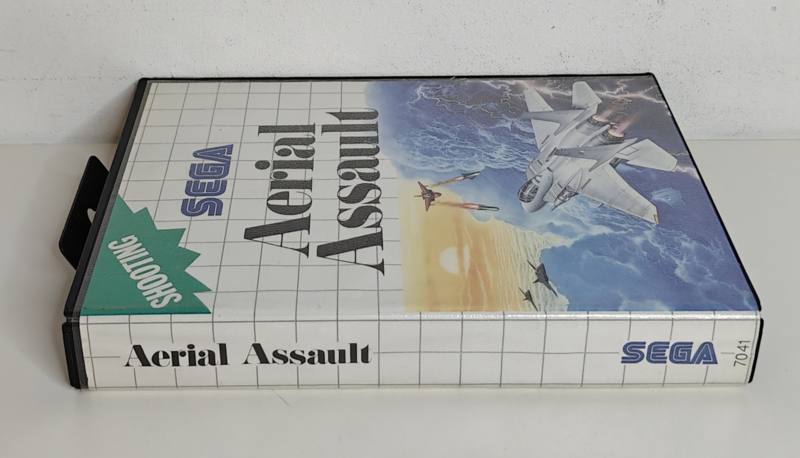 SEGA
Aerial
Assault
SHOOTING
Aerial Assault
SEGA
7041